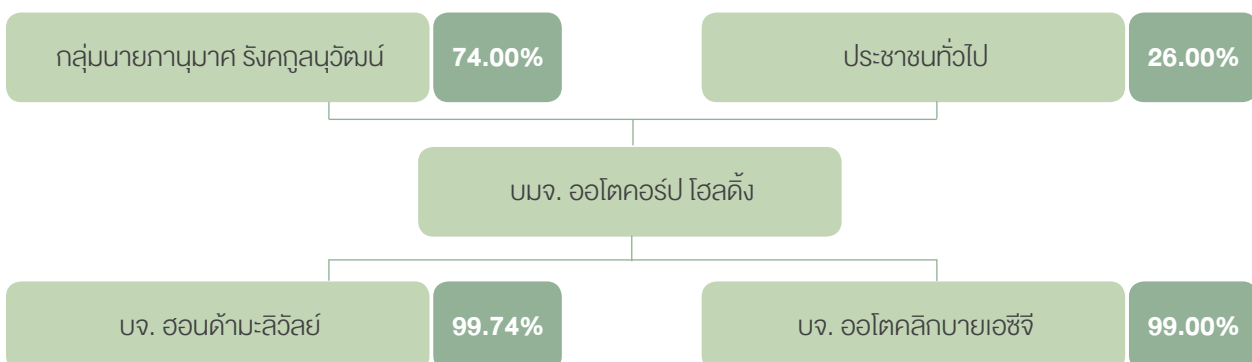 กลุ่มนายภานุมาศ รังคกูลนุวัฒน์ 74.00%
ประชาชนทั่วไป 26.00%
บมจ. ออโตคอร์ป โฮลดิ้ง
บจ. ฮอนด้ามะลิวัลย์ 99.74%
บจ. ออโตคลิกบายเอซีจี 99.00%